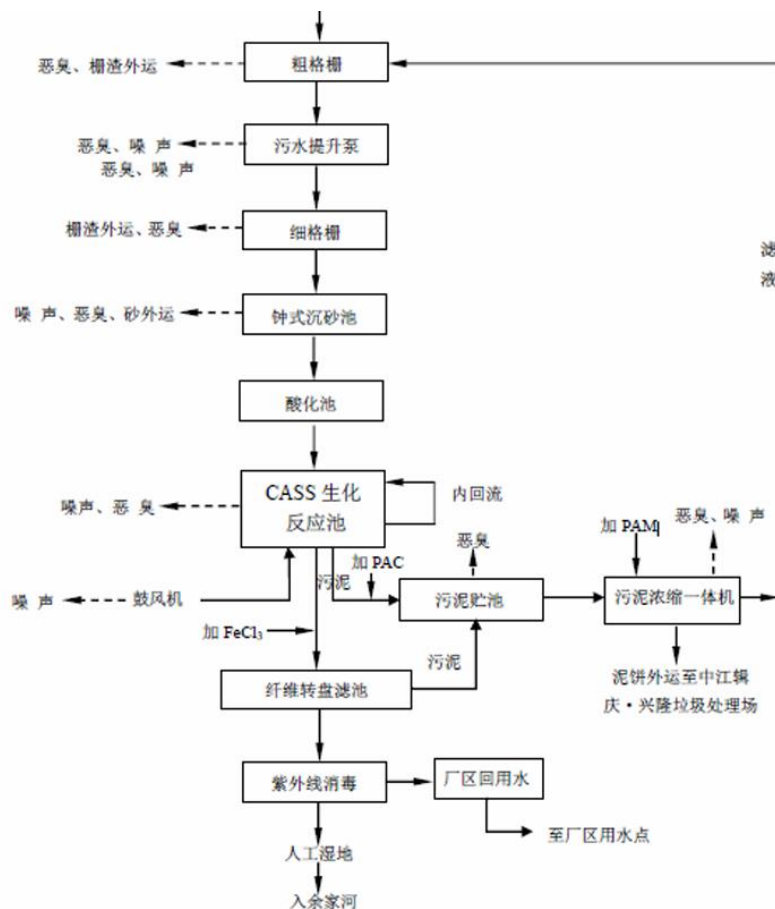 粗格栅
恶臭、栅渣外运
污水提升泵
恶臭、噪 声
恶臭、噪 声
细格栅
栅渣外运、恶臭
滤
液
钟式沉砂池
噪 声、恶臭、砂外运
酸化池
CASS 生化
反应池
内回流
噪声、恶 臭
加 PAM
恶臭、噪 声
恶臭
加 PAC
污泥
污泥贮池
污泥浓缩一体机
噪 声
鼓风机
加 FeCl₃
污泥
泥饼外运至中江辑
庆·兴隆垃圾处理场
纤维转盘滤池
紫外线消毒
厂区回用水
至厂区用水点
人工湿地
入余家河